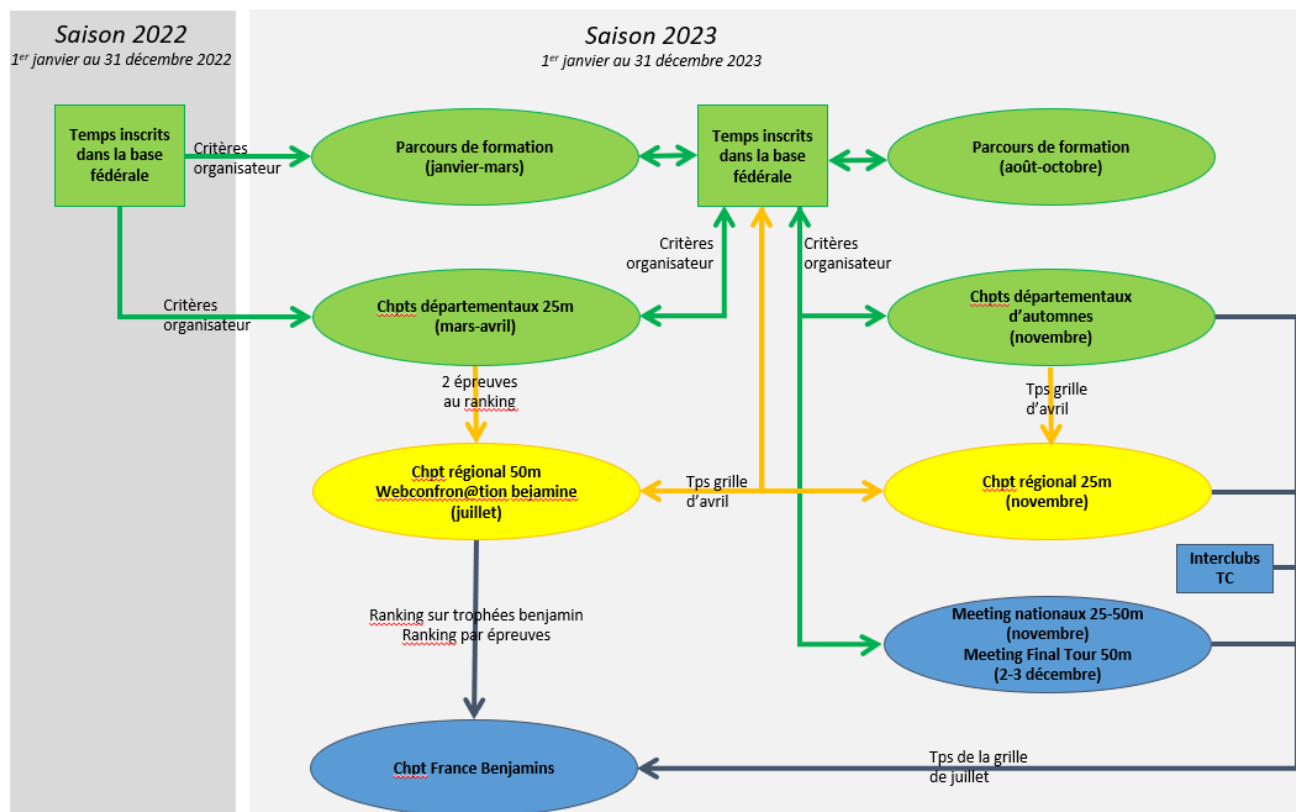 Saison 2022
1er janvier au 31 décembre 2022
Saison 2023
1er janvier au 31 décembre 2023
Temps inscrits
dans la base
fédérale
Critères
organisateur
Parcours de formation
(janvier-mars)
Temps inscrits
dans la base
fédérale
Parcours de formation
(août-octobre)
Critères
organisateur
Critères
organisateur
Critères
organisateur
Chpts départementaux 25m
(mars-avril)
Chpts départementaux
d'automnes
(novembre)
2 épreuves
au ranking
Tps grille
d'avril
Chpt régional 50m
Webconfron@tion bejamine
(juillet)
Tps grille
d'avril
Chpt régional 25m
(novembre)
Interclubs
TC
Ranking sur trophées benjamin
Ranking par épreuves
Meeting nationaux 25-50m
(novembre)
Meeting Final Tour 50m
(2-3 décembre)
Chpt France Benjamins
Tps de la grille
de juillet